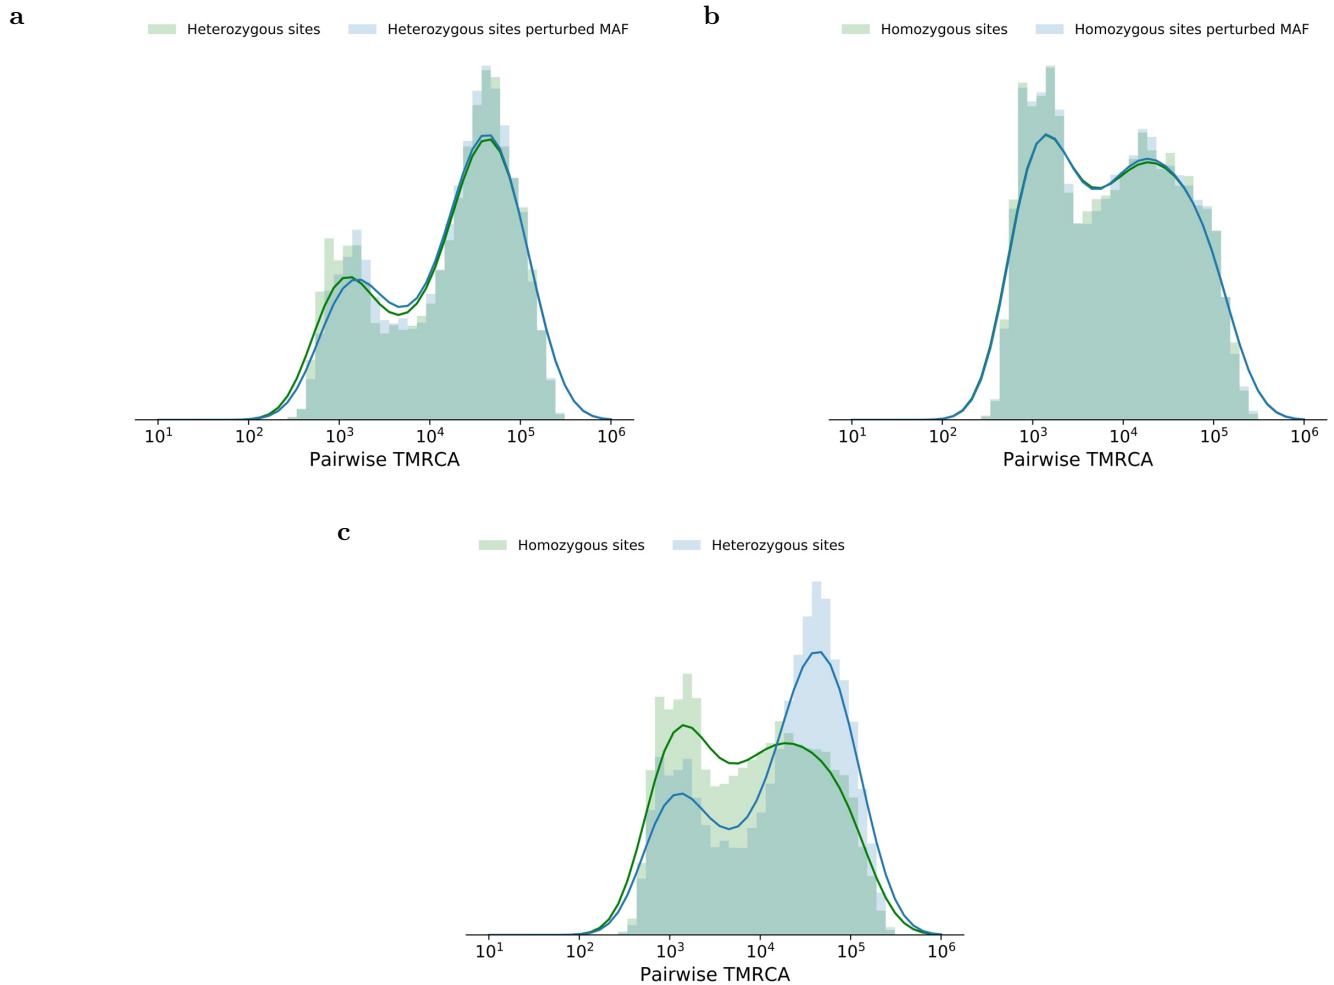 a
Heterozygous sites Heterozygous sites perturbed MAF
10¹ 10² 10³ 10⁴ 10⁵ 10⁶
Pairwise TMRCA
b
Homozygous sites Homozygous sites perturbed MAF
10¹ 10² 10³ 10⁴ 10⁵ 10⁶
Pairwise TMRCA
c
Homozygous sites Heterozygous sites
10¹ 10² 10³ 10⁴ 10⁵ 10⁶
Pairwise TMRCA